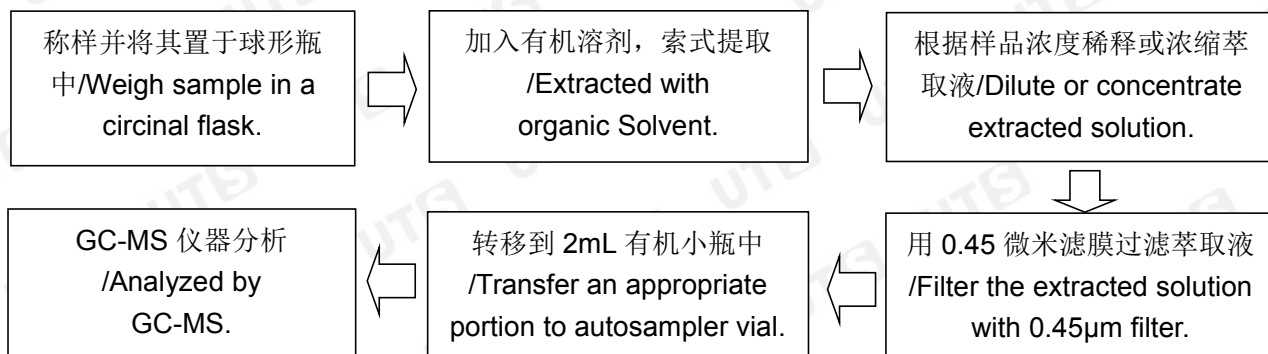 称样并将其置于球形瓶
中/Weigh sample in a
circinal flask.
加入有机溶剂，索式提取
/Extracted with
organic Solvent.
根据样品浓度稀释或浓缩萃
取液/Dilute or concentrate
extracted solution.
用 0.45 微米滤膜过滤萃取液
/Filter the extracted solution
with 0.45µm filter.
转移到 2mL 有机小瓶中
/Transfer an appropriate
portion to autosampler vial.
GC-MS 仪器分析
/Analyzed by
GC-MS.